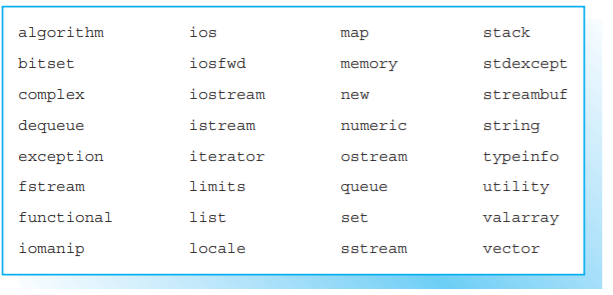 algorithm ios map stack
bitset iosfwd memory stdexcept
complex iostream new streambuf
dequeue istream numeric string
exception iterator ostream typeinfo
fstream limits queue utility
functional list set valarray
iomanip locale sstream vector